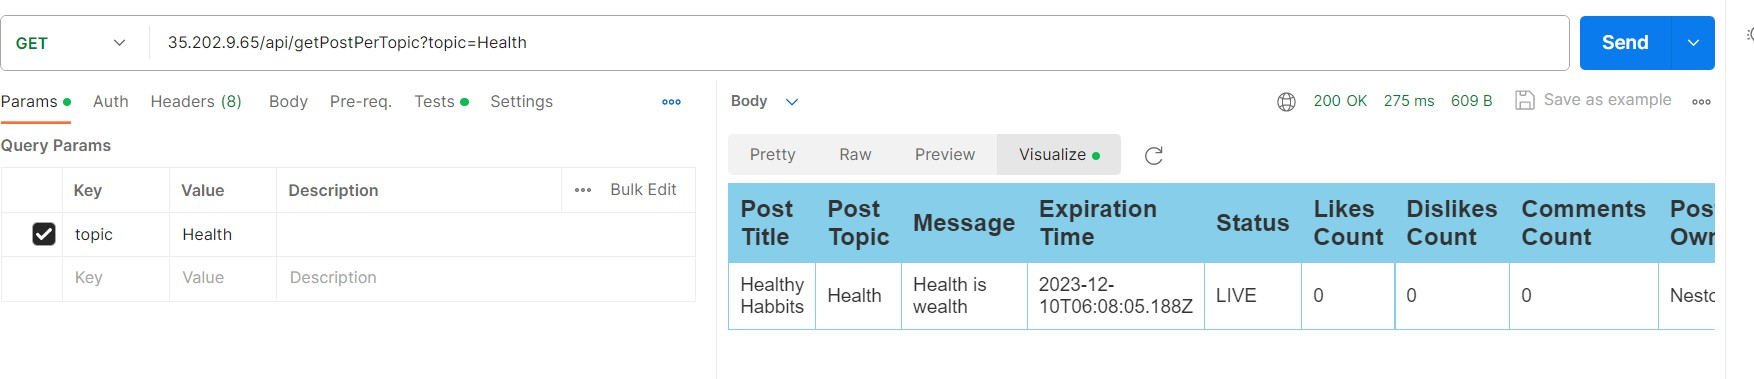 GET 35.202.9.65/api/getPostPerTopic?topic=Health Send
Params Auth Headers (8) Body Pre-req. Tests Settings
Query Params
Key Value Description Bulk Edit
topic Health
Key Value Description
Body 200 OK 275 ms 609 B Save as example
Pretty Raw Preview Visualize
Post Title
Post Topic
Message
Expiration Time
Status
Likes Count
Dislikes Count
Comments Count
Healthy Habbits
Health
Health is wealth
2023-12-10T06:08:05.188Z
LIVE
0
0
0